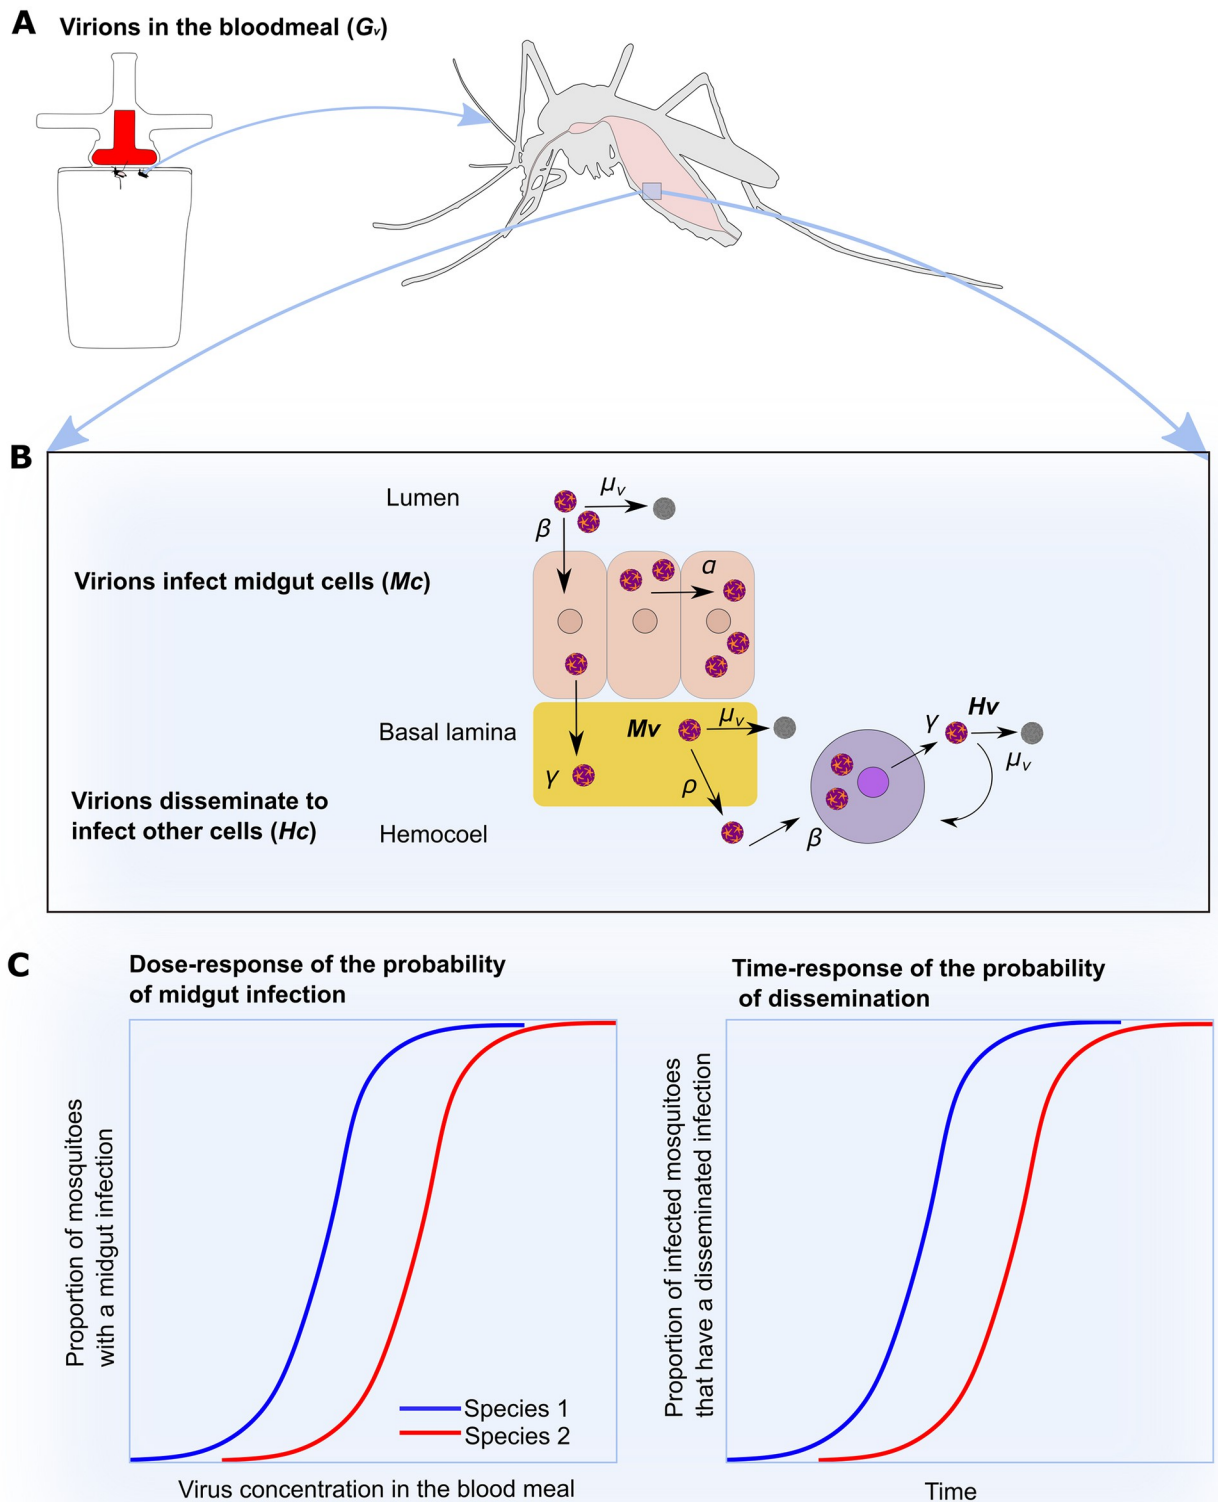 A Virions in the bloodmeal (Gv)
B
Lumen
μv
β
a
Virions infect midgut cells (Mc)
Basal lamina
Mv
μv
γ
Hv
μv
γ
ρ
Virions disseminate to
infect other cells (Hc)
Hemocoel
β
C
Dose-response of the probability
of midgut infection
Proportion of mosquitoes
with a midgut infection
Species 1
Species 2
Virus concentration in the blood meal
Time-response of the probability
of dissemination
Proportion of infected mosquitoes
that have a disseminated infection
Time